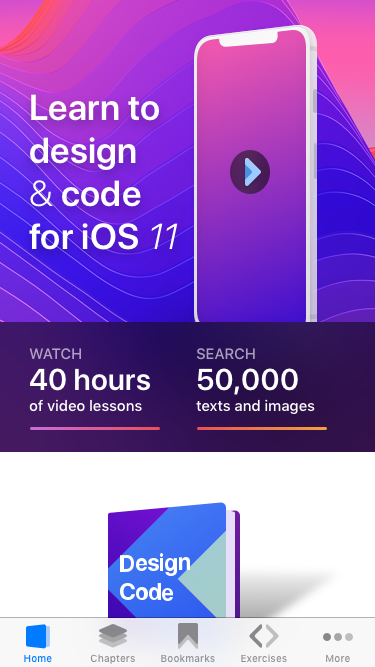 Learn to
design
& code
for iOS 11
WATCH
40 hours
of video lessons
SEARCH
50,000
texts and images
Design
Code
Home
Chapters
Bookmarks
Exercises
More